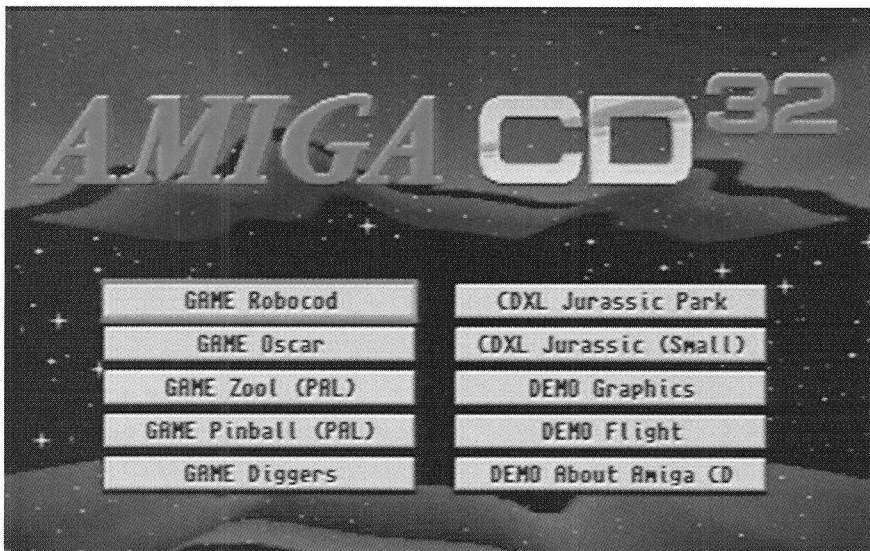 AMIGA CD32
GAME Robocod
GAME Oscar
GAME Zool (PAL)
GAME Pinball (PAL)
GAME Diggers
CDXL Jurassic Park
CDXL Jurassic (Small)
DEMO Graphics
DEMO Flight
DEMO About Amiga CD